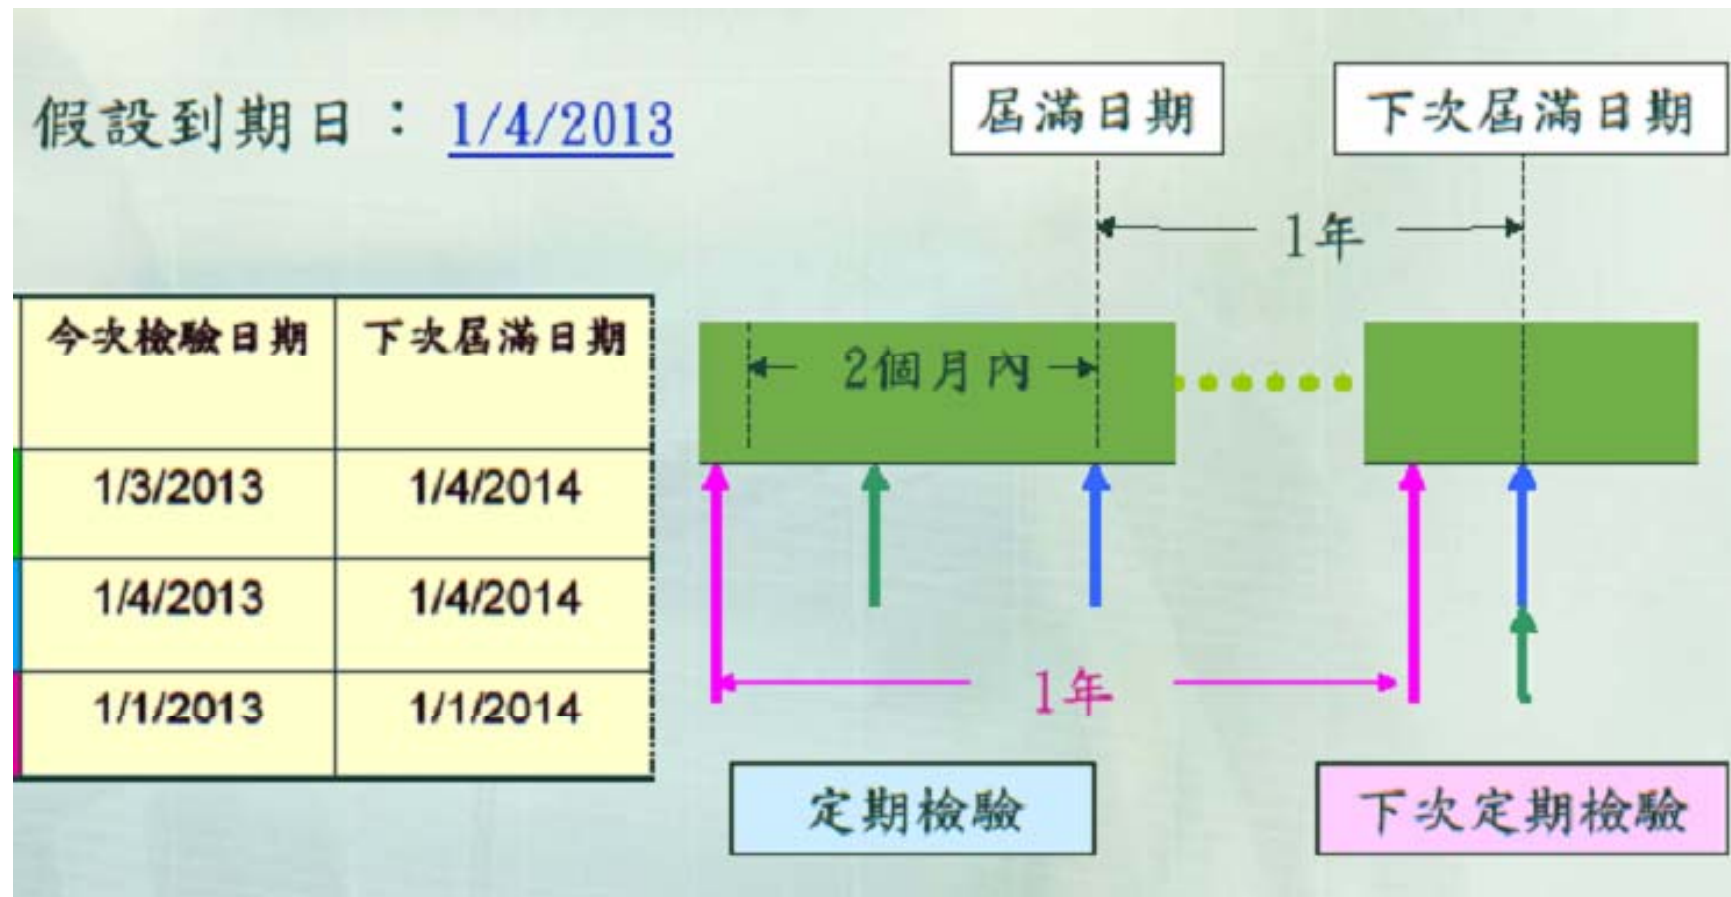 假設到期日： 1/4/2013
屆滿日期
下次屆滿日期
1年
今次檢驗日期 下次屆滿日期
1/3/2013 1/4/2014
1/4/2013 1/4/2014
1/1/2013 1/1/2014
2個月內
1年
定期檢驗
下次定期檢驗